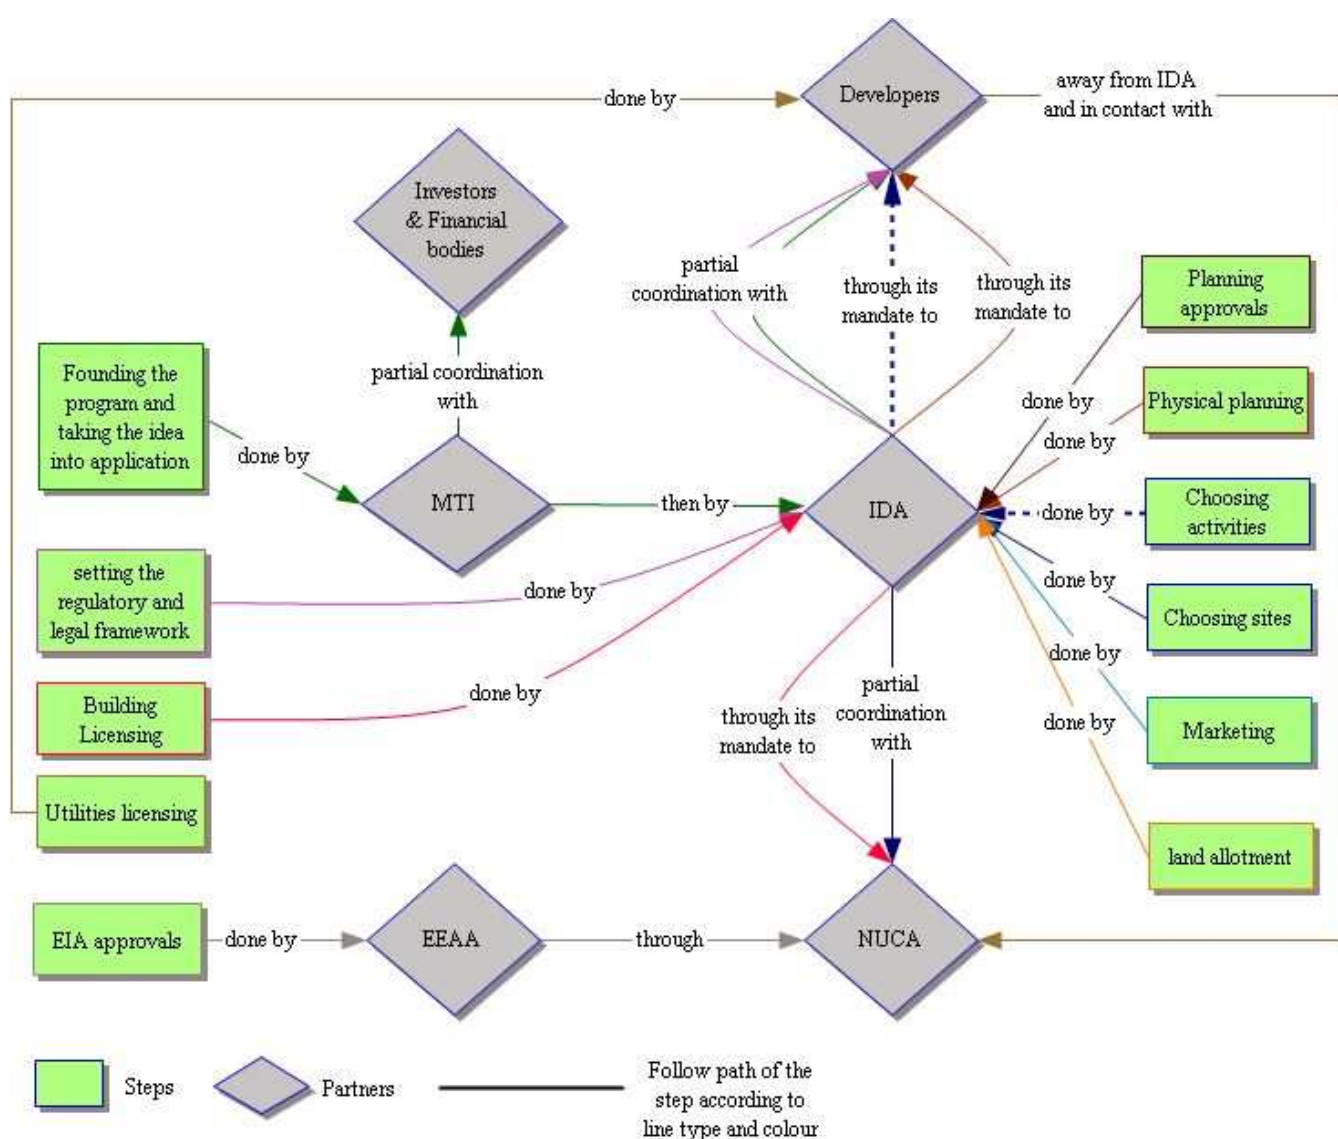 done by
Developers
away from IDA
and in contact with
Investors
& Financial
bodies
partial
coordination with
through its
mandate to
through its
mandate to
Planning
approvals
Founding the
program and
taking the idea
into application
partial coordination
with
done by
Physical planning
done by
done by
MTI
then by
IDA
done by
Choosing
activities
setting the
regulatory and
legal framework
done by
done by
Choosing sites
Building
Licensing
done by
through its
mandate to
partial
coordination
with
done by
done by
Marketing
Utilities licensing
land allotment
EIA approvals
done by
EEAA
through
NUCA
Steps
Partners
Follow path of the
step according to
line type and colour